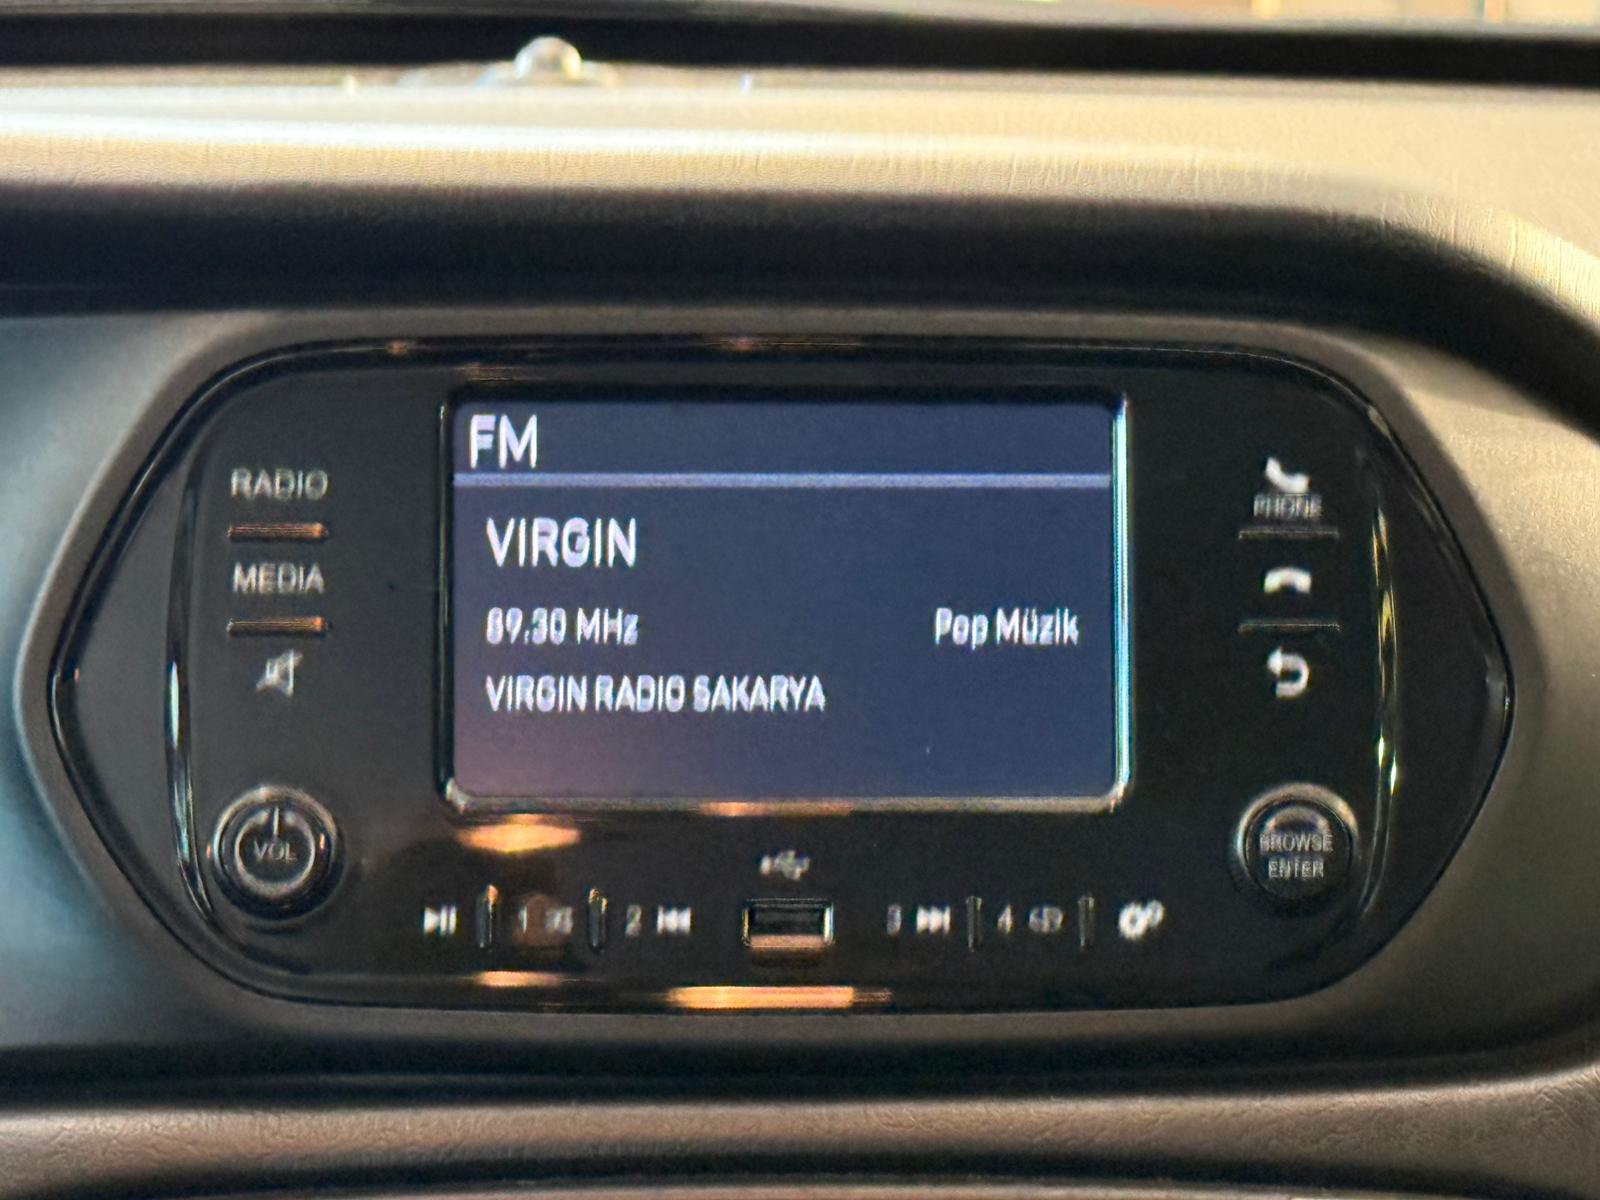 FM
RADIO
VIRGIN
PHONE
MEDIA
89.30 MHz Pop Müzik
VIRGIN RADIO SAKARYA
VOL
BROWSE
ENTER
1 2 3 4